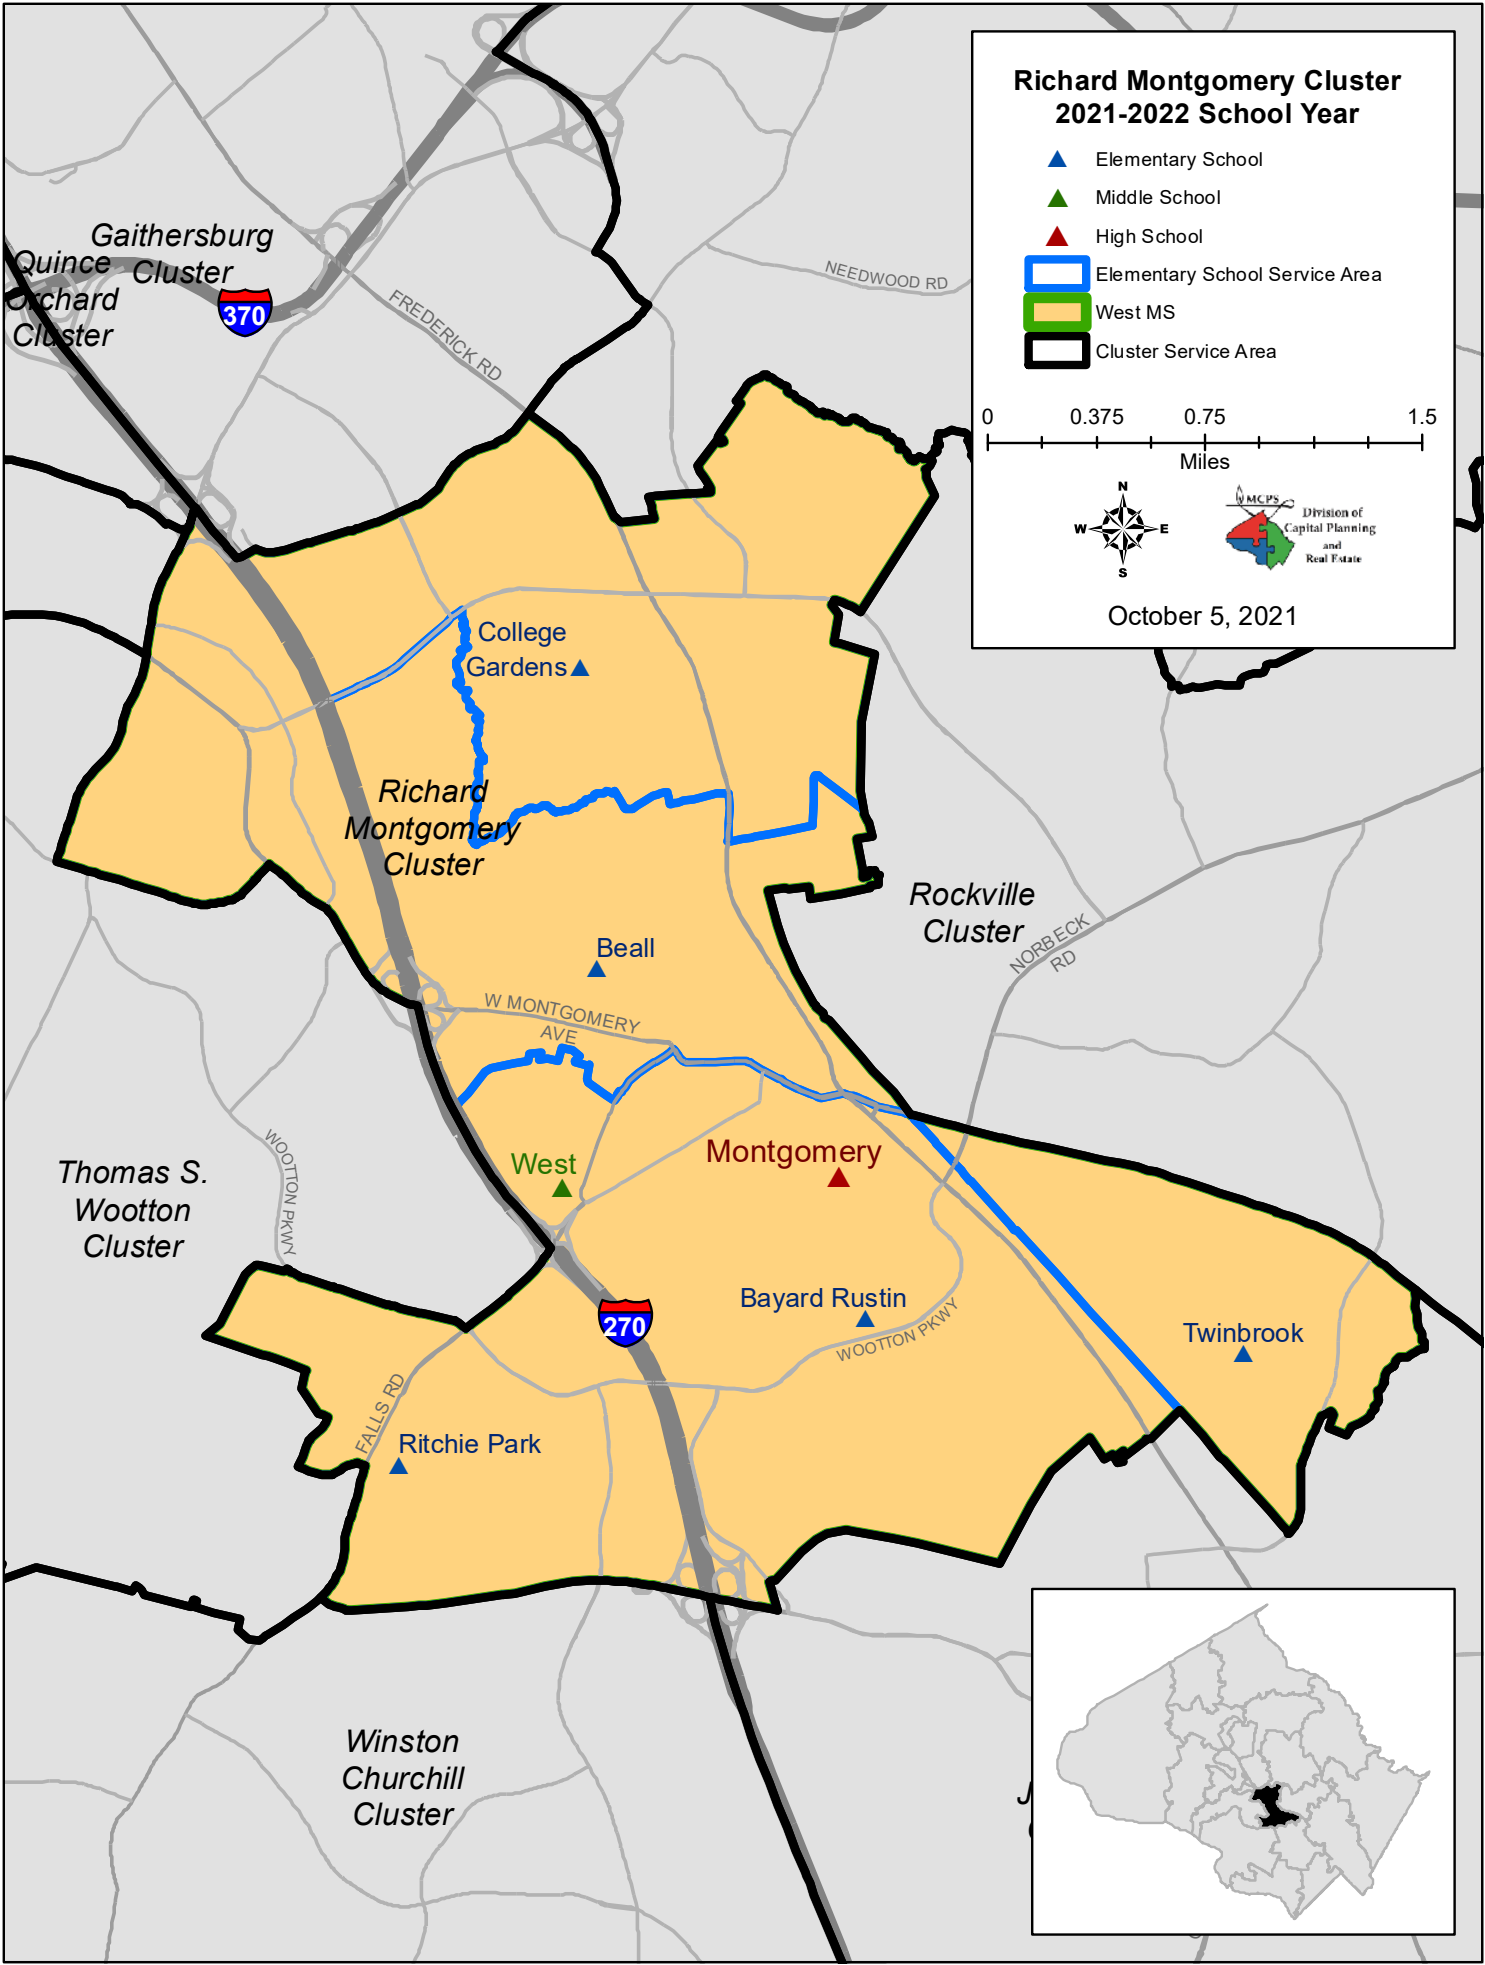 Richard Montgomery Cluster
2021-2022 School Year
Elementary School
Middle School
High School
Elementary School Service Area
West MS
Cluster Service Area
0 0.375 0.75 1.5
Miles
N
W E
S
MCPS
Division of
Capital Planning
and
Real Estate
October 5, 2021
Gaithersburg
Cluster
Quince
Orchard
Cluster
370
FREDERICK RD
NEEDWOOD RD
College
Gardens
Richard
Montgomery
Cluster
Rockville
Cluster
NORBECK
RD
Beall
W MONTGOMERY
AVE
West
Montgomery
Thomas S.
Wootton
Cluster
WOOTTON PKWY
270
Bayard Rustin
WOOTTON PKWY
Twinbrook
FALLS RD
Ritchie Park
Winston
Churchill
Cluster